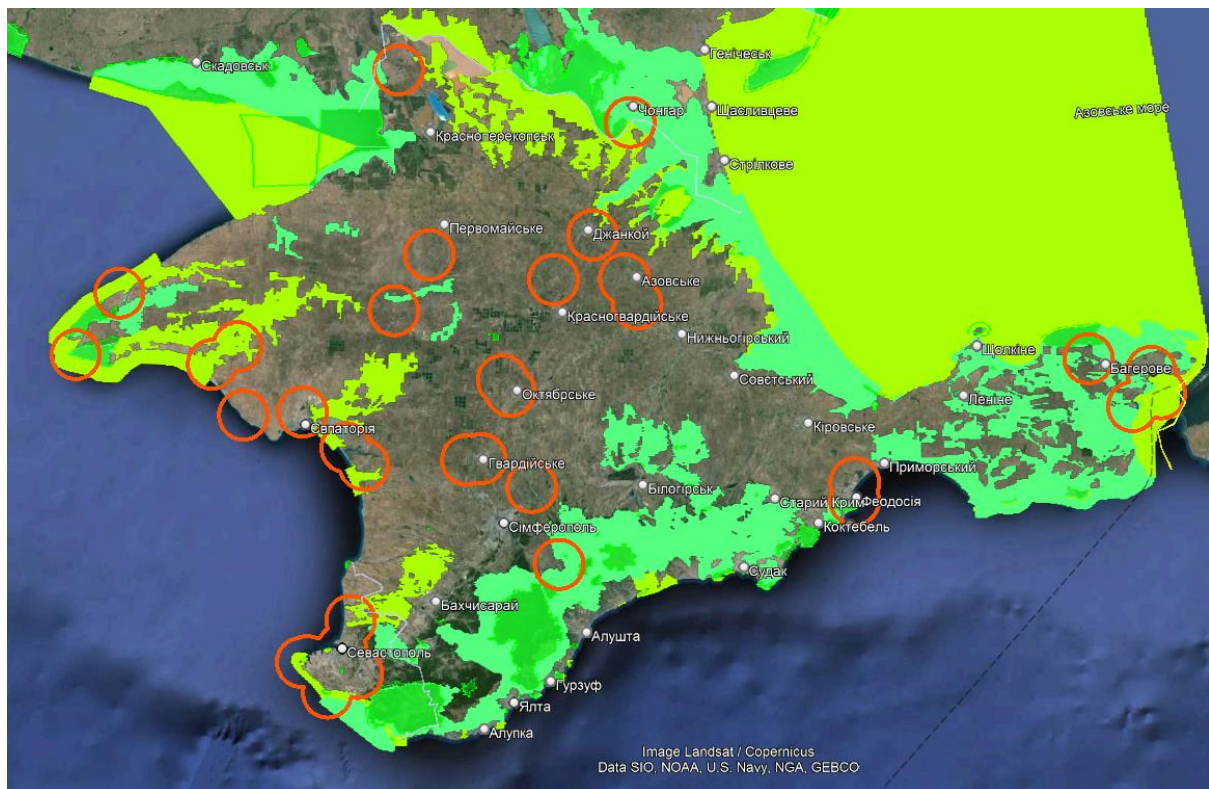 Генічеськ
Скадовськ
Чонгар
Щасливцеве
Азовське море
Красноперекопськ
Стрілкове
Первомайське
Джанкой
Азовське
Красногвардійське
Нижньогірський
Щолкіне
Багерове
Совєтський
Октябрське
Леніне
Євпаторія
Кіровське
Гвардійське
Приморський
Білогірськ
Старий Крим
Феодосія
Сімферополь
Коктебель
Судак
Бахчисарай
Алушта
Севастополь
Гурзуф
Ялта
Алупка
Image Landsat / Copernicus
Data SIO, NOAA, U.S. Navy, NGA, GEBCO